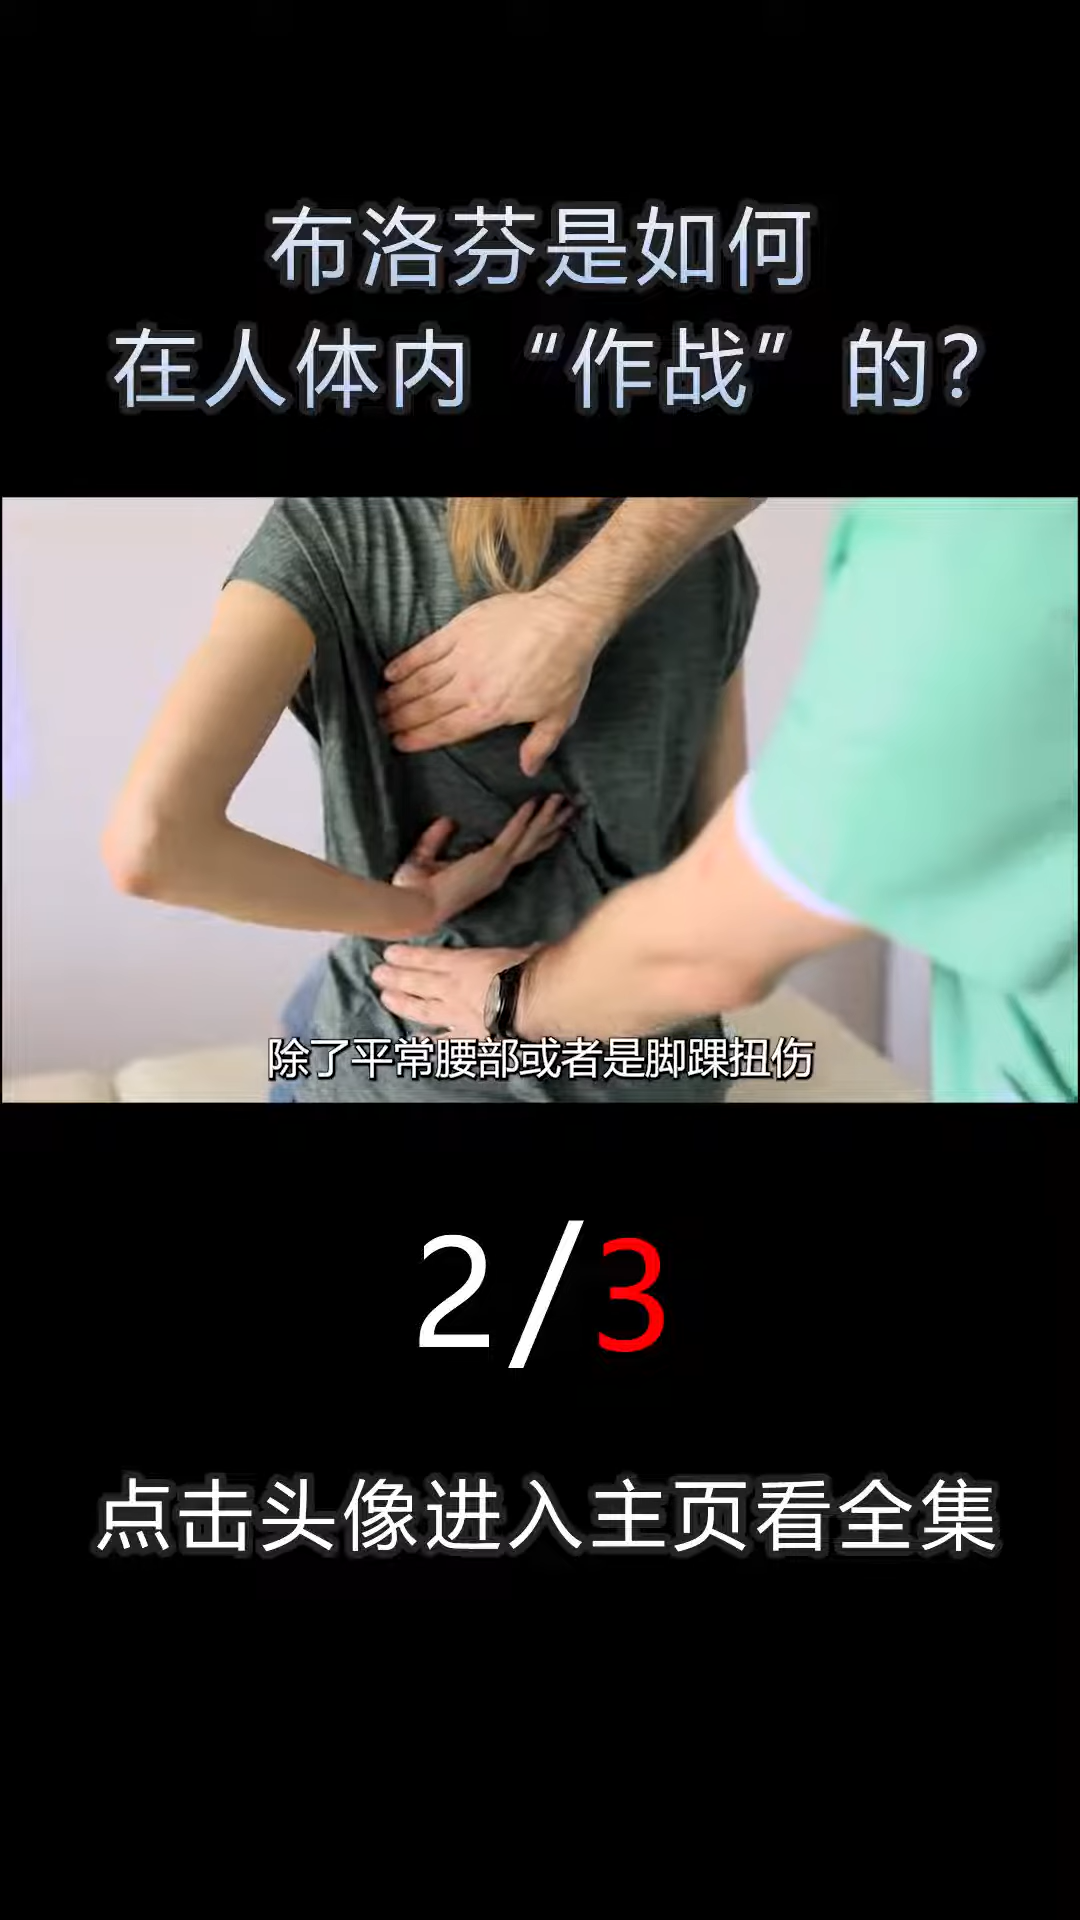 布洛芬是如何
在人体内“作战”的？
除了平常腰部或者是脚踝扭伤
2/3
点击头像进入主页看全集